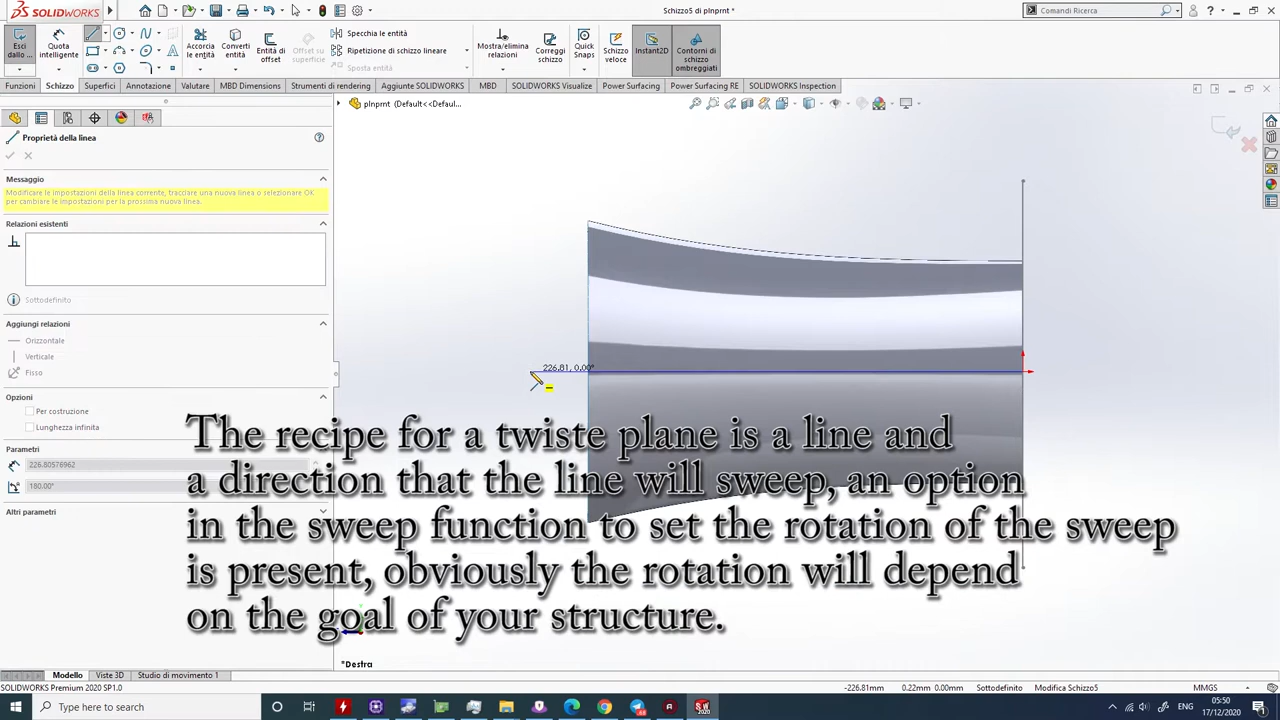 SOLIDWORKS
Schizzo5 di pInprnt *
Comandi Ricerca
Esci dallo ...
Quota intelligente
Accorcia le entità
Converti entità
Entità di offset
Offset su superficie
Specchia le entità
Ripetizione di schizzo lineare
Sposta entità
Mostra/elimina relazioni
Correggi schizzo
Quick Snaps
Schizzo veloce
Instant2D
Contorni di schizzo ombreggiati
Funzioni
Schizzo
Superfici
Annotazione
Valutare
MBD Dimensions
Strumenti di rendering
Aggiunte SOLIDWORKS
MBD
SOLIDWORKS Visualize
Power Surfacing
Power Surfacing RE
SOLIDWORKS Inspection
pInprnt (Default<<Defaul...
Proprietà della linea
Messaggio
Modificare le impostazioni della linea corrente, tracciare una nuova linea o selezionare OK
per cambiare le impostazioni per la prossima nuova linea.
Relazioni esistenti
Sottodefinito
Aggiungi relazioni
Orizzontale
Verticale
Fisso
Opzioni
Per costruzione
Lunghezza infinita
Parametri
226.80576962
180.00°
Altri parametri
226,81, 0,00°
The recipe for a twiste plane is a line and
a direction that the line will sweep, an option
in the sweep function to set the rotation of the sweep
is present, obviously the rotation will depend
on the goal of your structure.
*Destra
Modello
Viste 3D
Studio di movimento 1
SOLIDWORKS Premium 2020 SP1.0
-226.81mm
0.22mm 0.00mm
Sottodefinito
Modifica Schizzo5
MMGS
Type here to search
ENG
05:50
17/12/2020